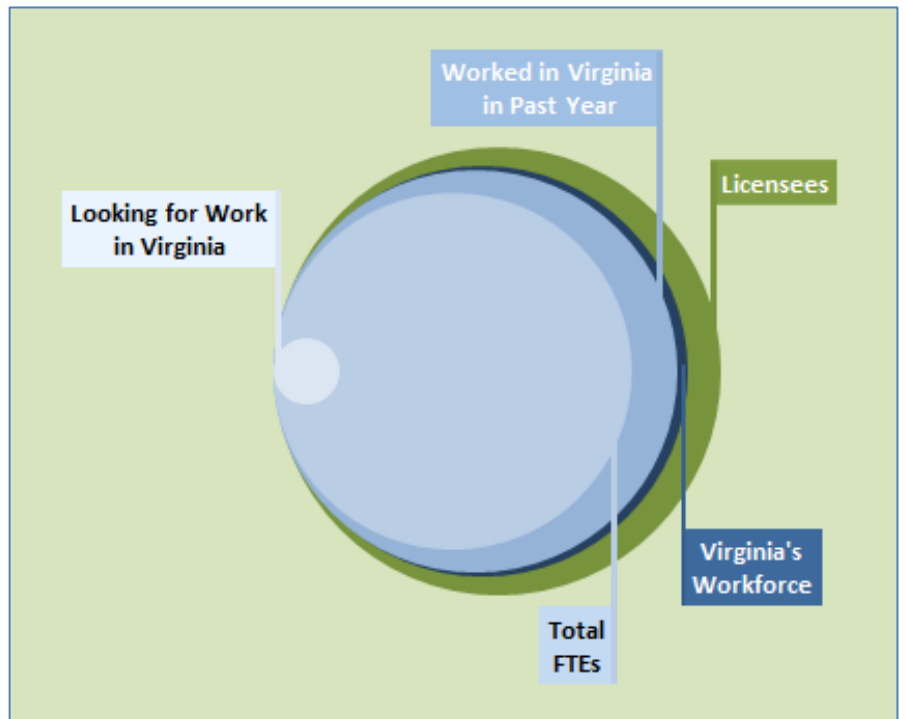 Worked in Virginia
in Past Year
Licensees
Looking for Work
in Virginia
Virginia's
Workforce
Total
FTEs